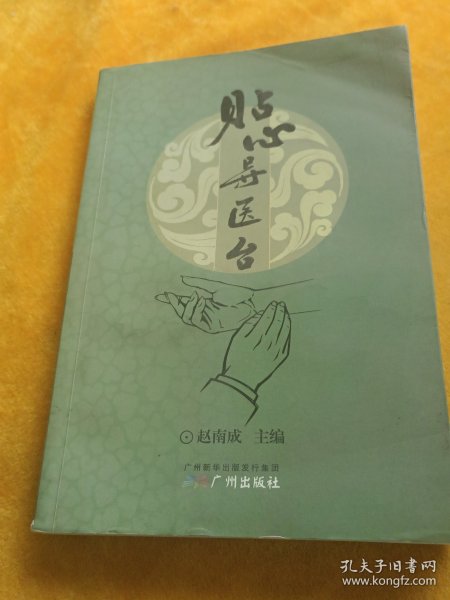 贴心
导医台
⊙赵南成 主编
广州新华出版发行集团
广州出版社
孔夫子旧书网
www.kongfz.com